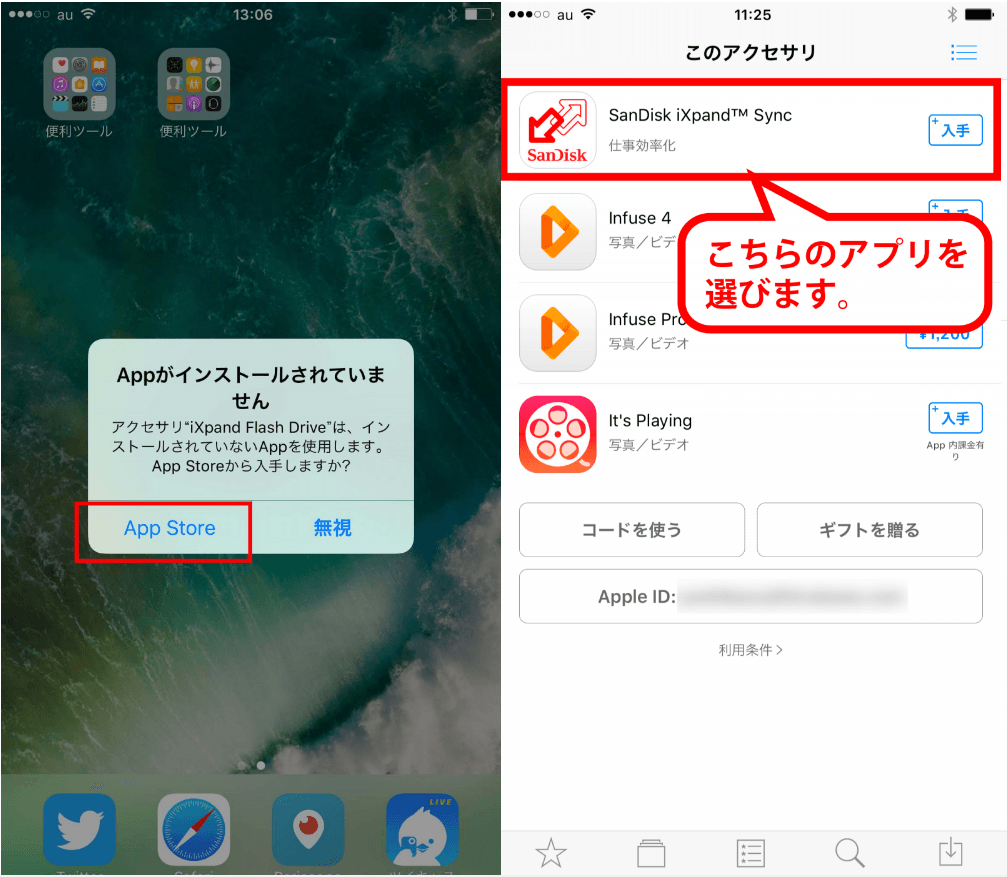 au
13:06
便利ツール
便利ツール
Appがインストールされていま
せん
アクセサリ“iXpand Flash Drive”は、イン
ストールされていないAppを使用します。
App Storeから入手しますか?
App Store
無視
LIVE
au
11:25
このアクセサリ
SanDisk
SanDisk iXpand™ Sync
仕事効率化
+入手
こちらのアプリを
選びます。
Infuse 4
写真／ビデ
Infuse Pro
写真／ビデオ
¥1,200
It's Playing
写真／ビデオ
+入手
App 内課金有
り
コードを使う
ギフトを贈る
Apple ID:
利用条件 >